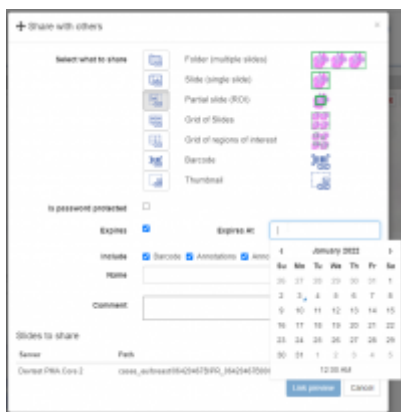 Share with others ×
Select what to share
Folder (multiple slides)
Slide (single slide)
Partial slide (ROI)
Grid of Slides
Grid of regions of interest
Barcode
Thumbnail
Is password protected
Expires
Expires At
Include Barcode Annotations
Name
Comment
January 2022
Su Mo Tu We Th Fr Sa
26 27 28 29 30 31 1
2 3 4 5 6 7 8
9 10 11 12 13 14 15
16 17 18 19 20 21 22
23 24 25 26 27 28 29
30 31 1 2 3 4 5
12:00 AM
Slides to share
Server Path
Link preview Cancel